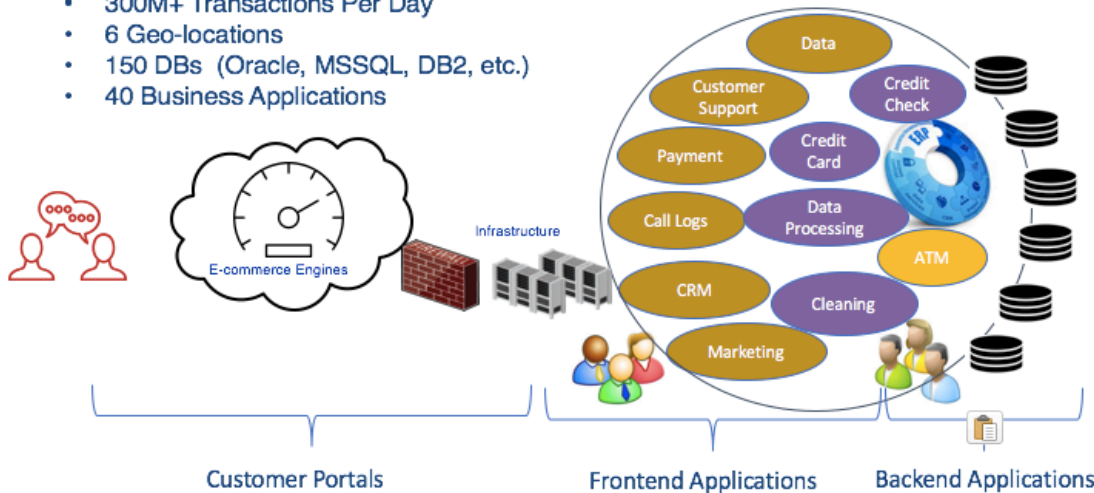 300M+ Transactions Per Day
6 Geo-locations
150 DBs (Oracle, MSSQL, DB2, etc.)
40 Business Applications
Data
Customer
Support
Credit
Check
Payment
Credit
Card
ERP
Call Logs
Data
Processing
Infrastructure
E-commerce Engines
FIREWALL
ATM
CRM
Cleaning
Marketing
Customer Portals
Frontend Applications
Backend Applications